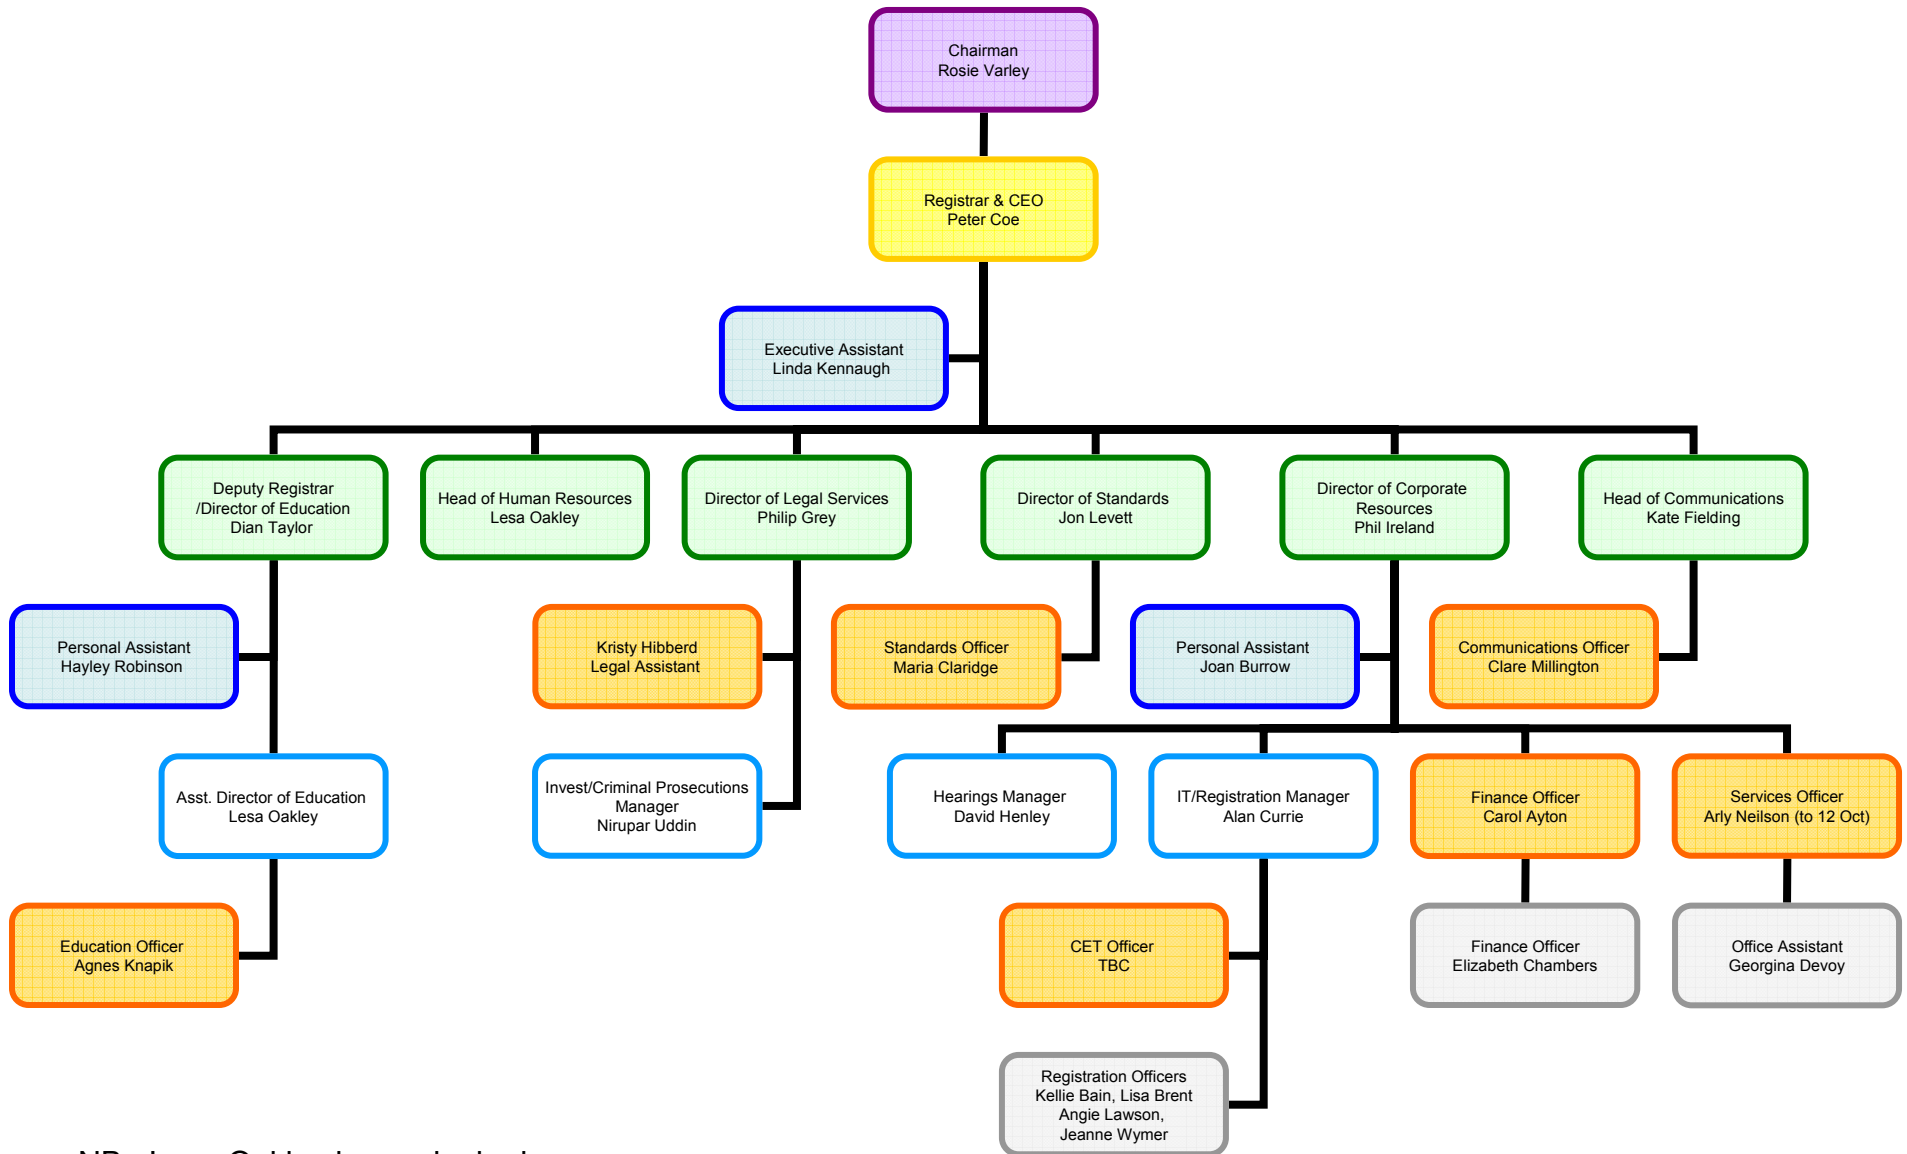 Chairman
Rosie Varley
Registrar & CEO
Peter Coe
Executive Assistant
Linda Kennaugh
Deputy Registrar
/Director of Education
Dian Taylor
Head of Human Resources
Lesa Oakley
Director of Legal Services
Philip Grey
Director of Standards
Jon Levett
Director of Corporate
Resources
Phil Ireland
Head of Communications
Kate Fielding
Personal Assistant
Hayley Robinson
Kristy Hibberd
Legal Assistant
Standards Officer
Maria Claridge
Personal Assistant
Joan Burrow
Communications Officer
Clare Millington
Asst. Director of Education
Lesa Oakley
Invest/Criminal Prosecutions
Manager
Nirupar Uddin
Hearings Manager
David Henley
IT/Registration Manager
Alan Currie
Finance Officer
Carol Ayton
Services Officer
Arly Neilson (to 12 Oct)
Education Officer
Agnes Knapik
CET Officer
TBC
Finance Officer
Elizabeth Chambers
Office Assistant
Georgina Devoy
Registration Officers
Kellie Bain, Lisa Brent
Angie Lawson,
Jeanne Wymer